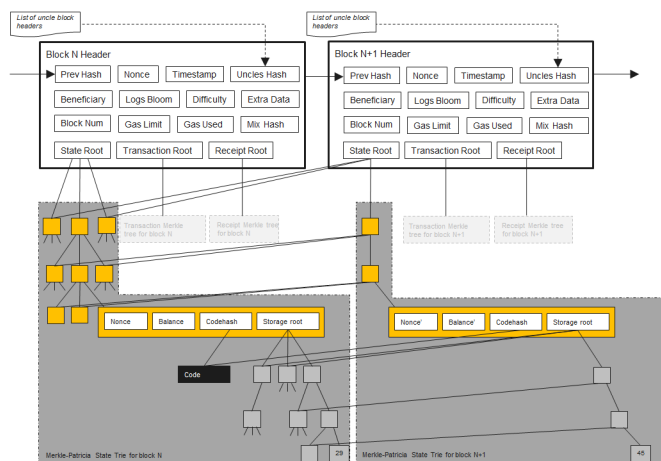 List of uncle block
headers
List of uncle block
headers
Block N Header
Prev Hash
Nonce
Timestamp
Uncles Hash
Beneficiary
Logs Bloom
Difficulty
Extra Data
Block Num
Gas Limit
Gas Used
Mix Hash
State Root
Transaction Root
Receipt Root
Block N+1 Header
Prev Hash
Nonce
Timestamp
Uncles Hash
Beneficiary
Logs Bloom
Difficulty
Extra Data
Block Num
Gas Limit
Gas Used
Mix Hash
State Root
Transaction Root
Receipt Root
Transaction Merkle
tree for block N
Receipt Merkle tree
for block N
Transaction Merkle
tree for block N+1
Receipt Merkle tree
for block N+1
Nonce
Balance
Codehash
Storage root
Nonce'
Balance'
Codehash
Storage root
Code
29
45
Merkle-Patricia State Trie for block N
Merkle-Patricia State Trie for block N+1